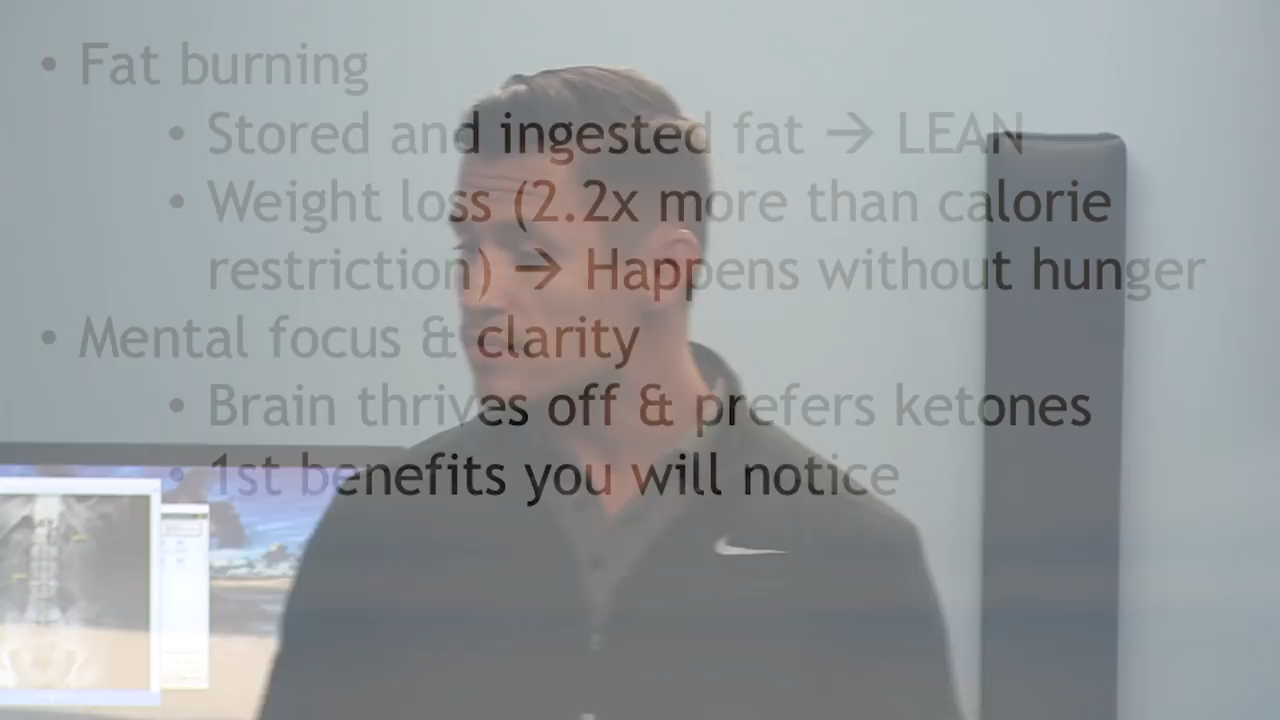 • Fat burning
• Stored and ingested fat → LEAN
• Weight loss (2.2x more than calorie
restriction) → Happens without hunger
• Mental focus & clarity
• Brain thrives off & prefers ketones
• 1st benefits you will notice